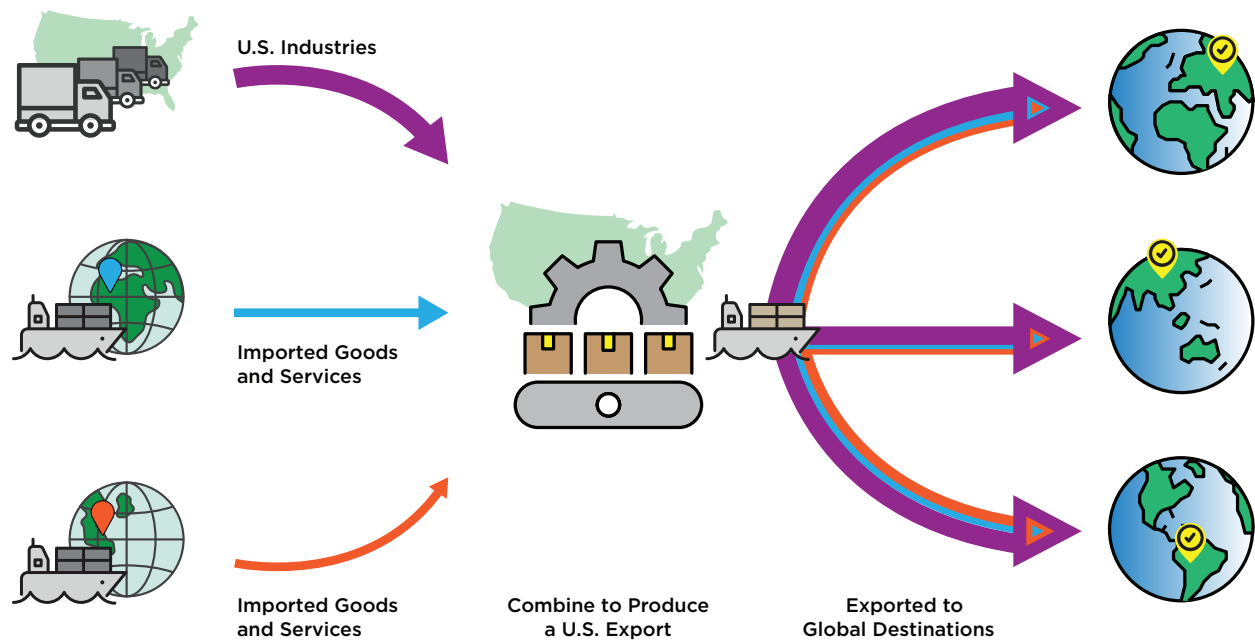 U.S. Industries
Imported Goods
and Services
Imported Goods
and Services
Combine to Produce
a U.S. Export
Exported to
Global Destinations